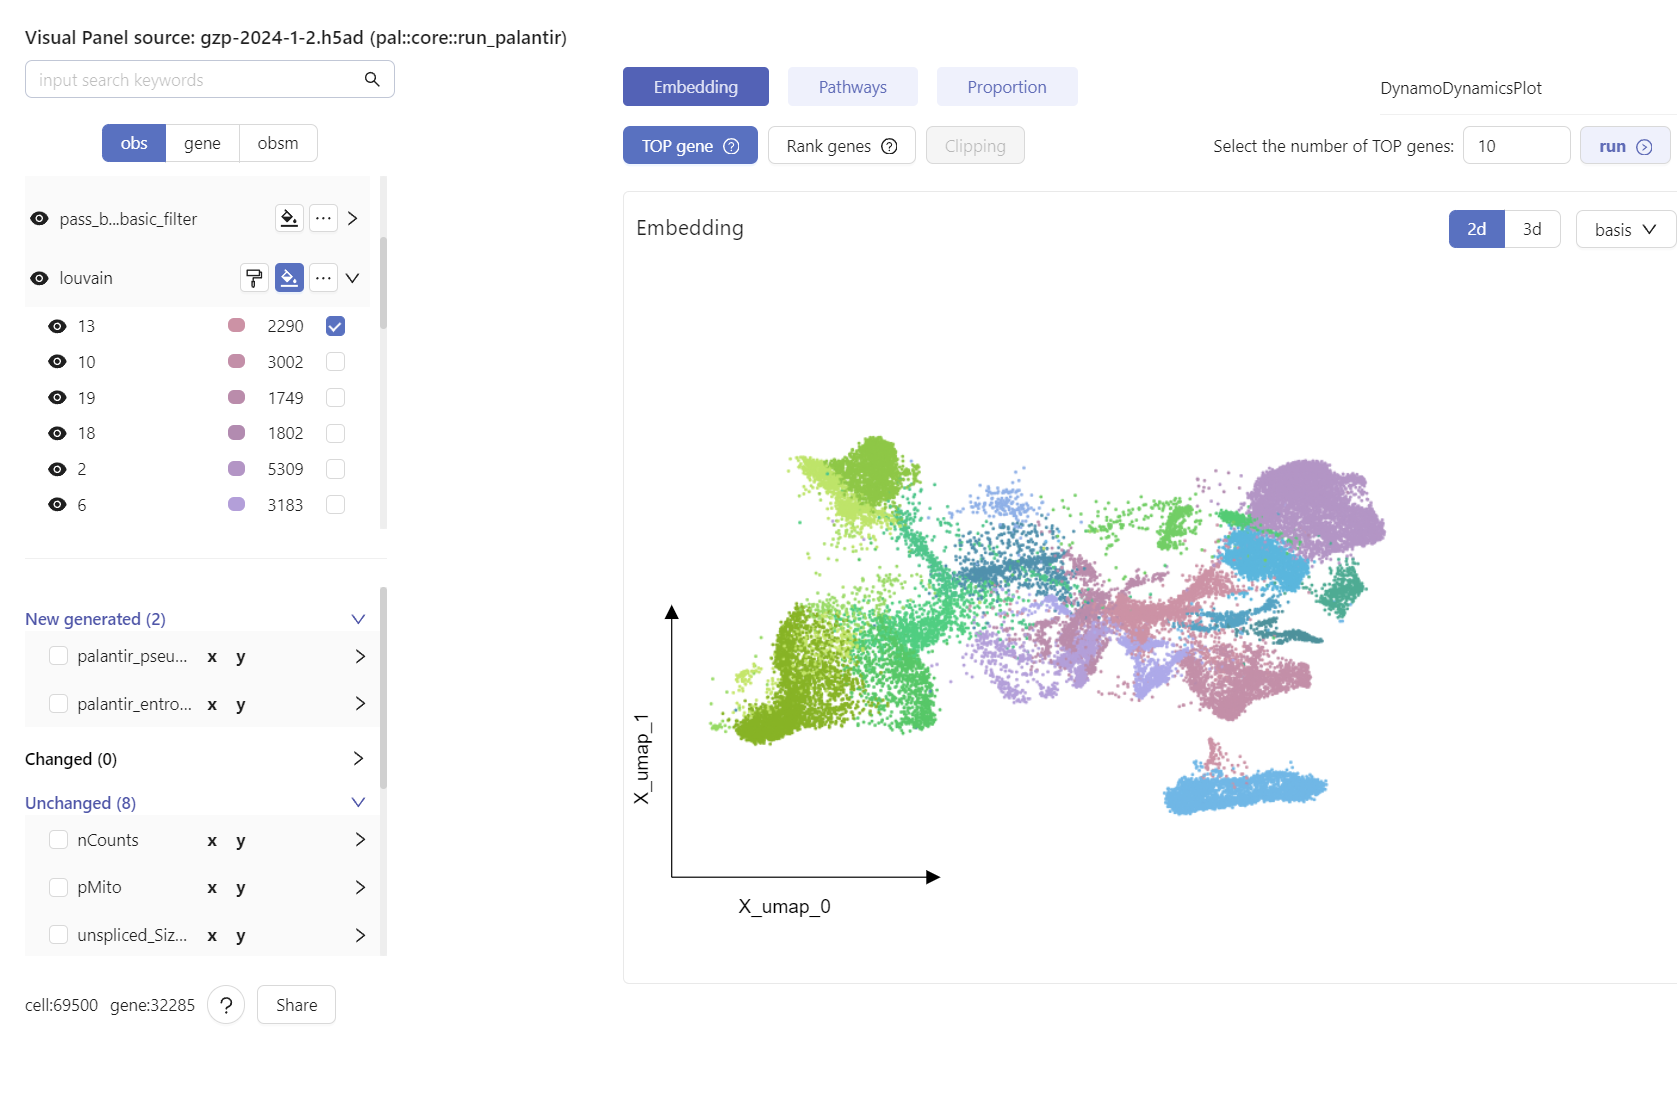 Visual Panel source: gzp-2024-1-2.h5ad (pal::core::run_palantir)
input search keywords
obs gene obsm
pass_b...basic_filter
louvain
13 2290
10 3002
19 1749
18 1802
2 5309
6 3183
New generated (2)
palantir_pseu... x y
palantir_entro... x y
Changed (0)
Unchanged (8)
nCounts x y
pMito x y
unspliced_Siz... x y
cell:69500 gene:32285 ? Share
Embedding Pathways Proportion DynamoDynamicsPlot
TOP gene ? Rank genes ? Clipping Select the number of TOP genes: 10 run
Embedding 2d 3d basis
X_umap_1
X_umap_0